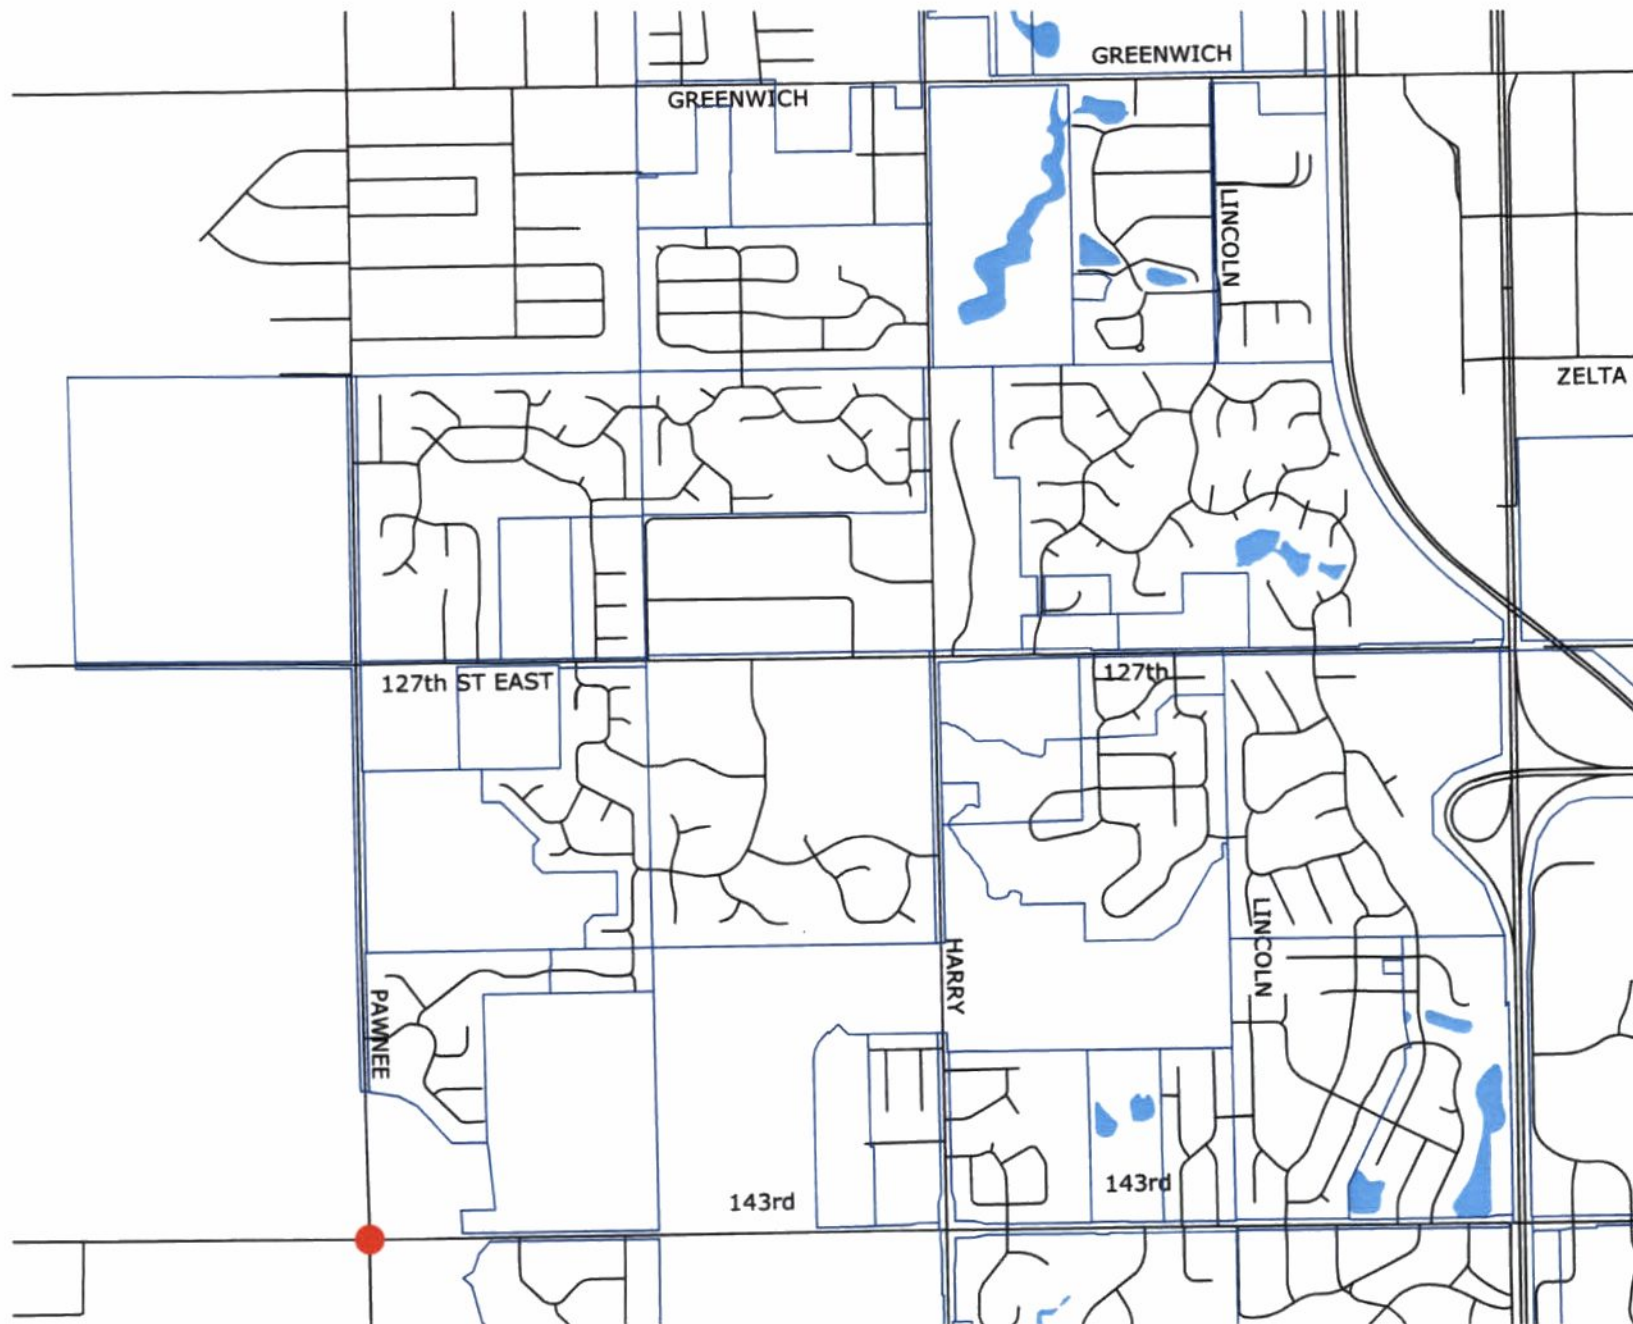 GREENWICH
GREENWICH
LINCOLN
ZELTA
127th ST EAST
127th
LINCOLN
HARRY
PAWNEE
143rd
143rd